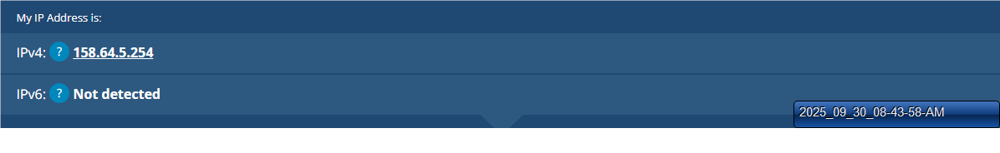 My IP Address is:
IPv4: ? 158.64.5.254
IPv6: ? Not detected
2025_09_30_08-43-58-AM